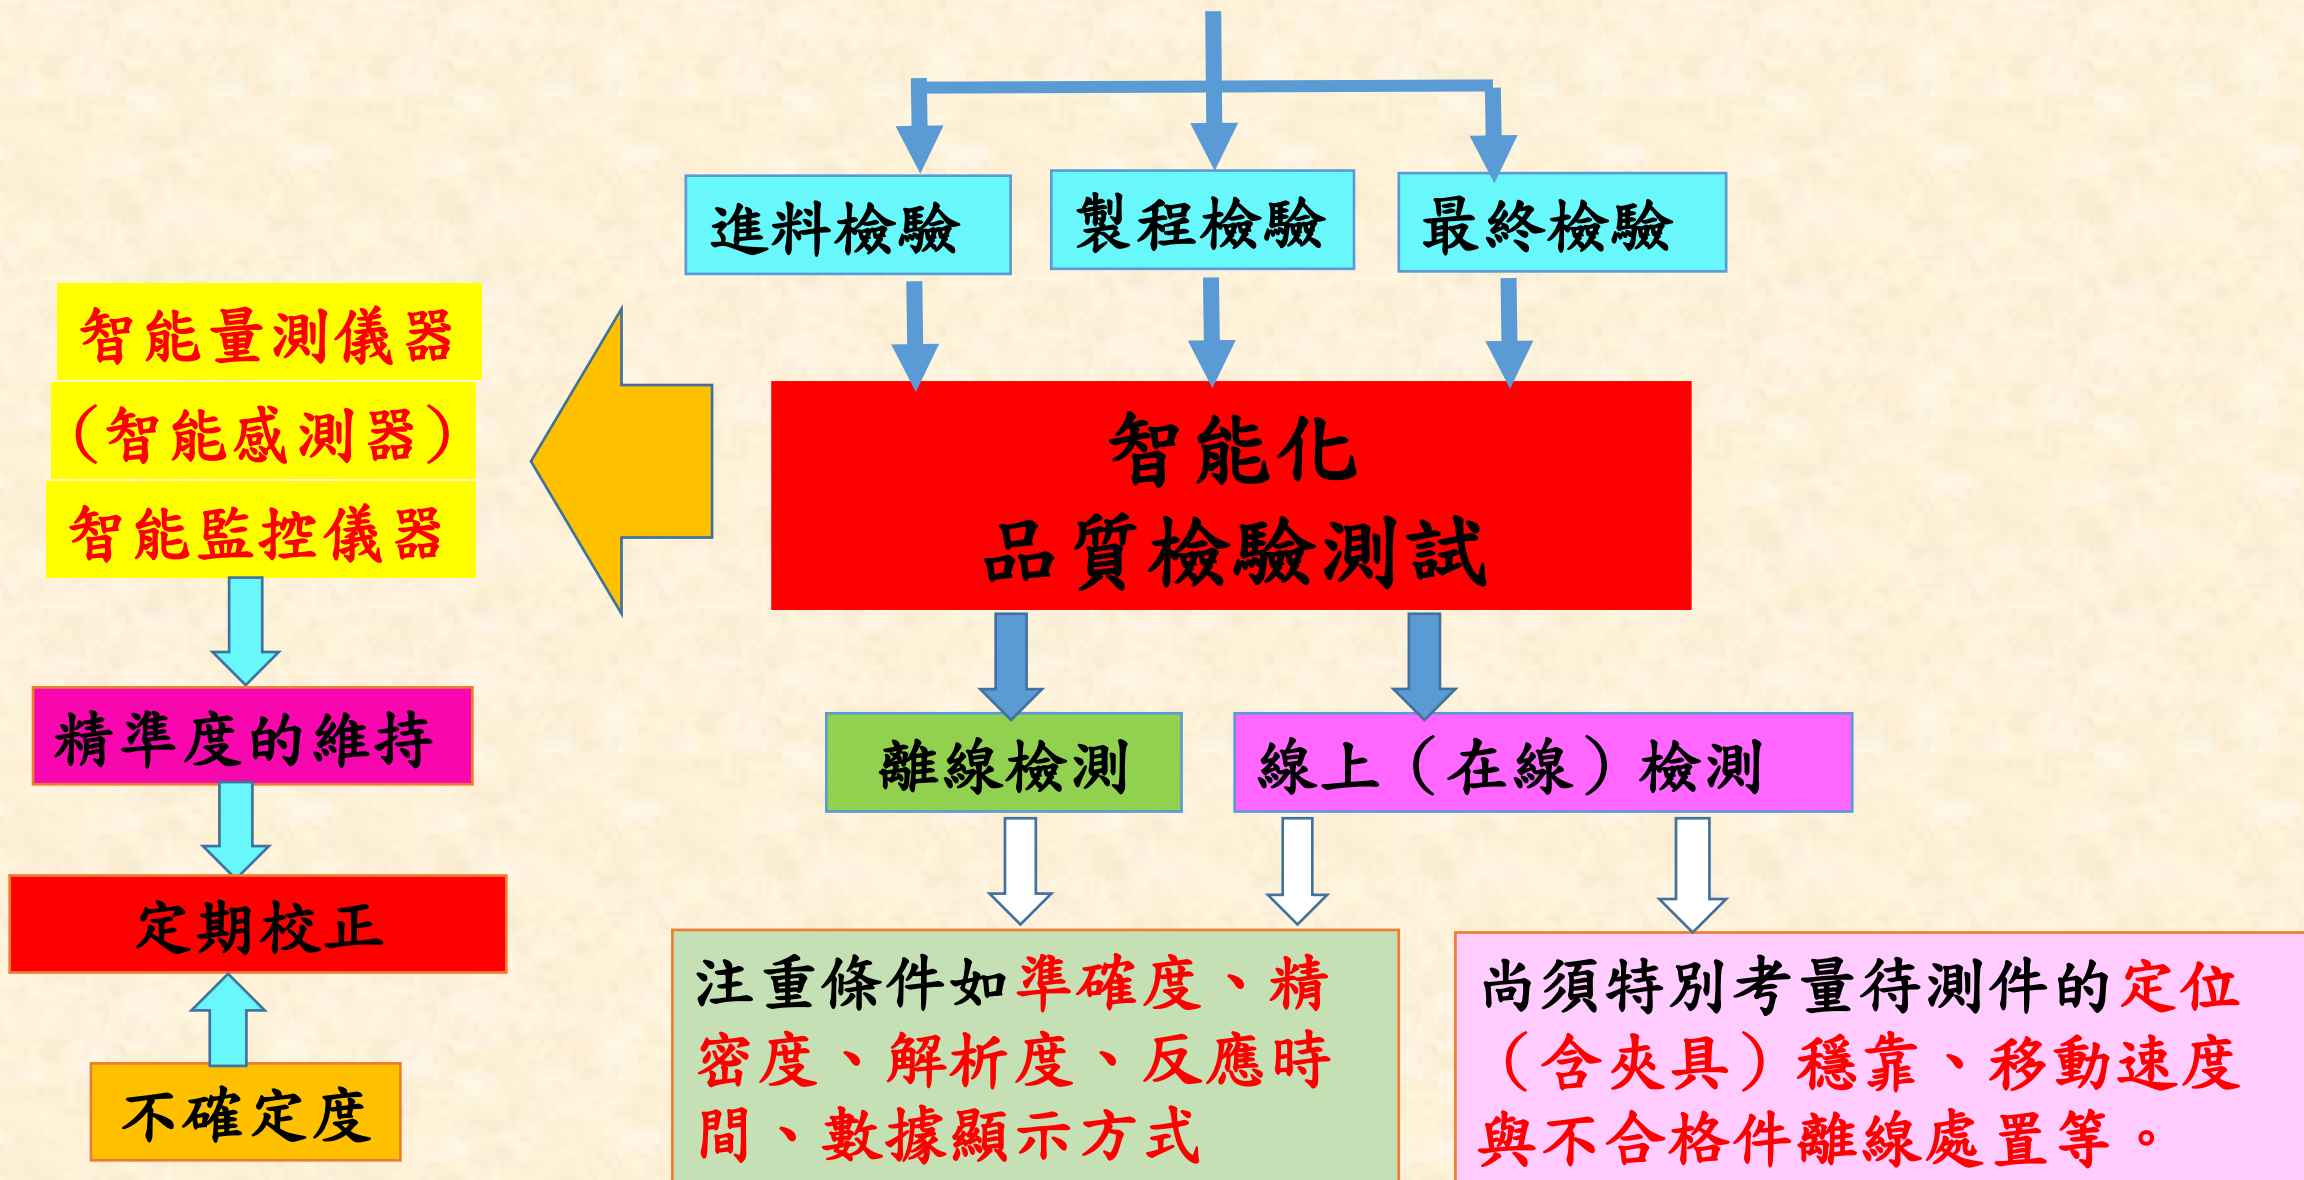 進料檢驗
製程檢驗
最終檢驗
智能量測儀器
(智能感測器)
智能監控儀器
智能化
品質檢驗測試
精準度的維持
離線檢測
線上(在線)檢測
定期校正
不確定度
注重條件如準確度、精
密度、解析度、反應時
間、數據顯示方式
尚須特別考量待測件的定位
(含夾具)穩靠、移動速度
與不合格件離線處置等。